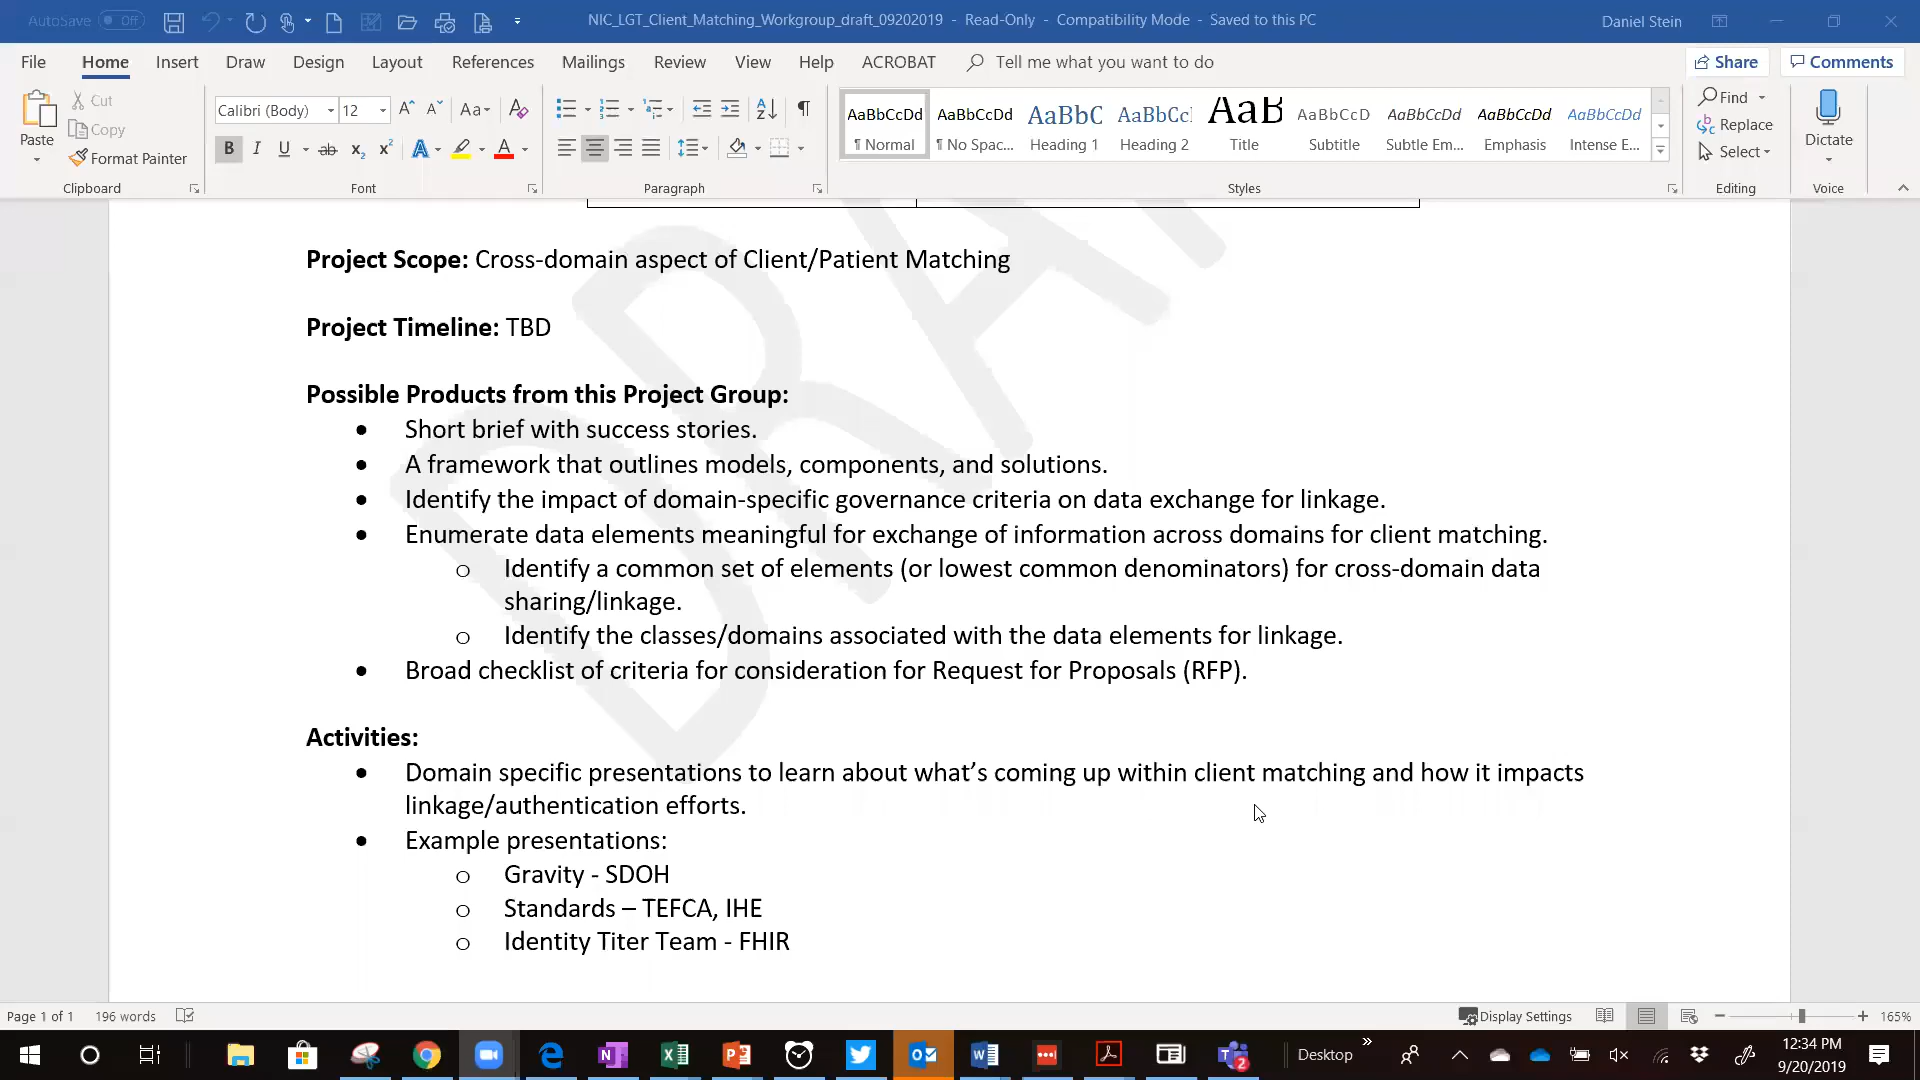 AutoSave Off
NIC_LGT_Client_Matching_Workgroup_draft_09202019 - Read-Only - Compatibility Mode - Saved to this PC
Daniel Stein
File Home Insert Draw Design Layout References Mailings Review View Help ACROBAT Tell me what you want to do Share Comments
Paste
Cut
Copy
Format Painter
Clipboard
Calibri (Body) 12
Font
Paragraph
AaBbCcDd AaBbCcDd AaBbC AaBbCcl AaB AaBbCcD AaBbCcDd AaBbCcDd AaBbCcDd
¶ Normal ¶ No Spac... Heading 1 Heading 2 Title Subtitle Subtle Em... Emphasis Intense E...
Styles
Find
Replace
Select
Editing
Dictate
Voice
DRA
Project Scope: Cross-domain aspect of Client/Patient Matching
Project Timeline: TBD
Possible Products from this Project Group:
• Short brief with success stories.
• A framework that outlines models, components, and solutions.
• Identify the impact of domain-specific governance criteria on data exchange for linkage.
• Enumerate data elements meaningful for exchange of information across domains for client matching.
o Identify a common set of elements (or lowest common denominators) for cross-domain data
sharing/linkage.
o Identify the classes/domains associated with the data elements for linkage.
• Broad checklist of criteria for consideration for Request for Proposals (RFP).
Activities:
• Domain specific presentations to learn about what’s coming up within client matching and how it impacts
linkage/authentication efforts.
• Example presentations:
o Gravity - SDOH
o Standards – TEFCA, IHE
o Identity Titer Team - FHIR
Page 1 of 1 196 words Display Settings 165%
Desktop
12:34 PM
9/20/2019